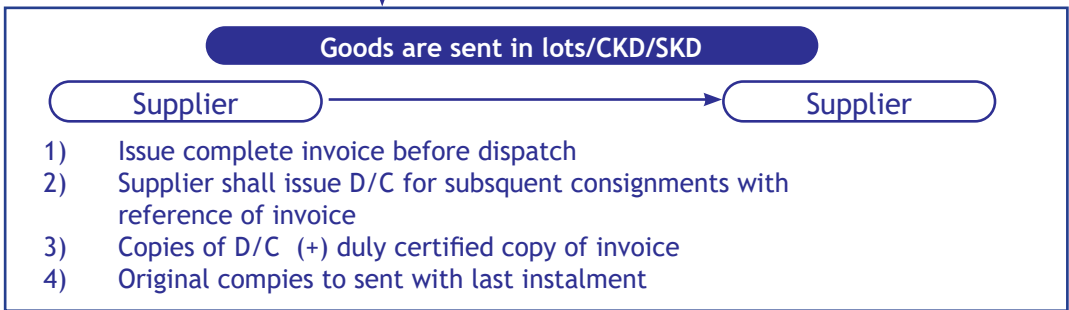 Goods are sent in lots/CKD/SKD
Supplier Supplier
1) Issue complete invoice before dispatch
2) Supplier shall issue D/C for subsquent consignments with
reference of invoice
3) Copies of D/C (+) duly certified copy of invoice
4) Original compies to sent with last instalment